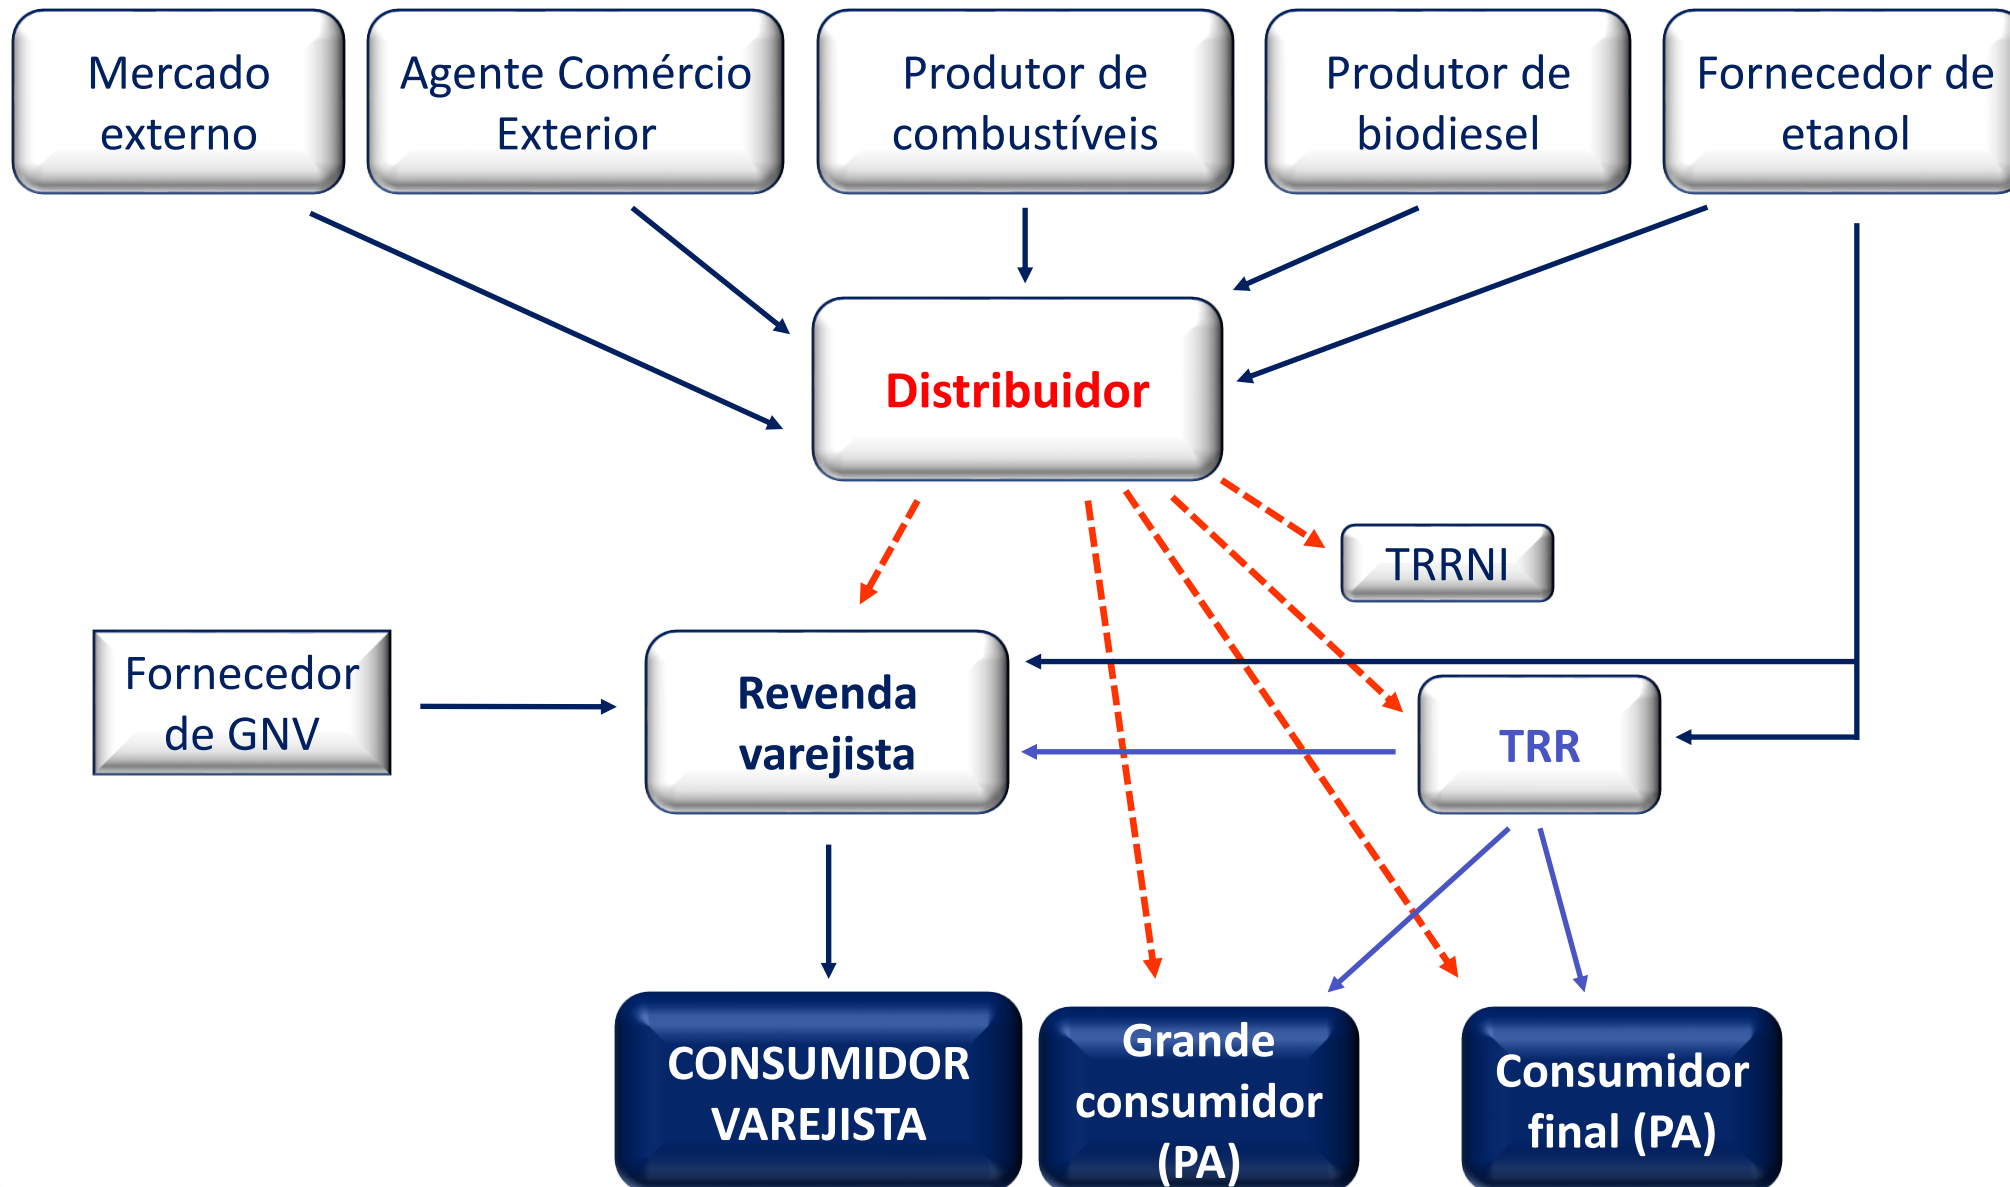 Mercado
externo
Agente Comércio
Exterior
Produtor de
combustíveis
Produtor de
biodiesel
Fornecedor de
etanol
Distribuidor
TRRNI
Fornecedor
de GNV
Revenda
varejista
TRR
CONSUMIDOR
VAREJISTA
Grande
consumidor
(PA)
Consumidor
final (PA)